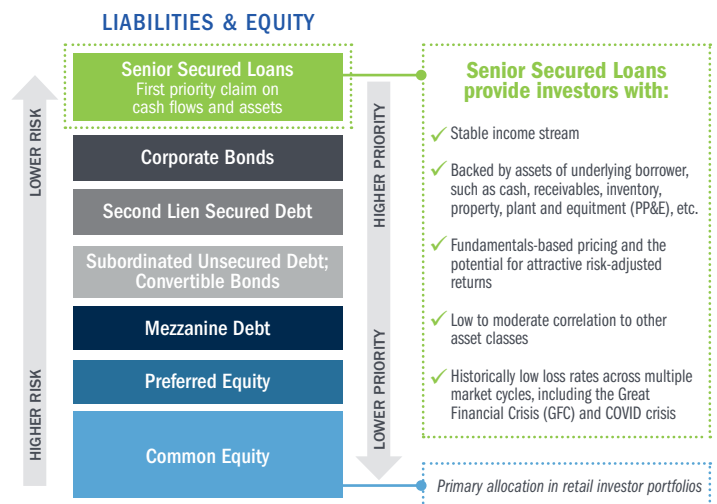 LIABILITIES & EQUITY
Senior Secured Loans
First priority claim on
cash flows and assets
Corporate Bonds
Second Lien Secured Debt
Subordinated Unsecured Debt;
Convertible Bonds
Mezzanine Debt
Preferred Equity
Common Equity
LOWER RISK
HIGHER RISK
HIGHER PRIORITY
LOWER PRIORITY
Senior Secured Loans
provide investors with:
Stable income stream
Backed by assets of underlying borrower,
such as cash, receivables, inventory,
property, plant and equitment (PP&E), etc.
Fundamentals-based pricing and the
potential for attractive risk-adjusted
returns
Low to moderate correlation to other
asset classes
Historically low loss rates across multiple
market cycles, including the Great
Financial Crisis (GFC) and COVID crisis
Primary allocation in retail investor portfolios